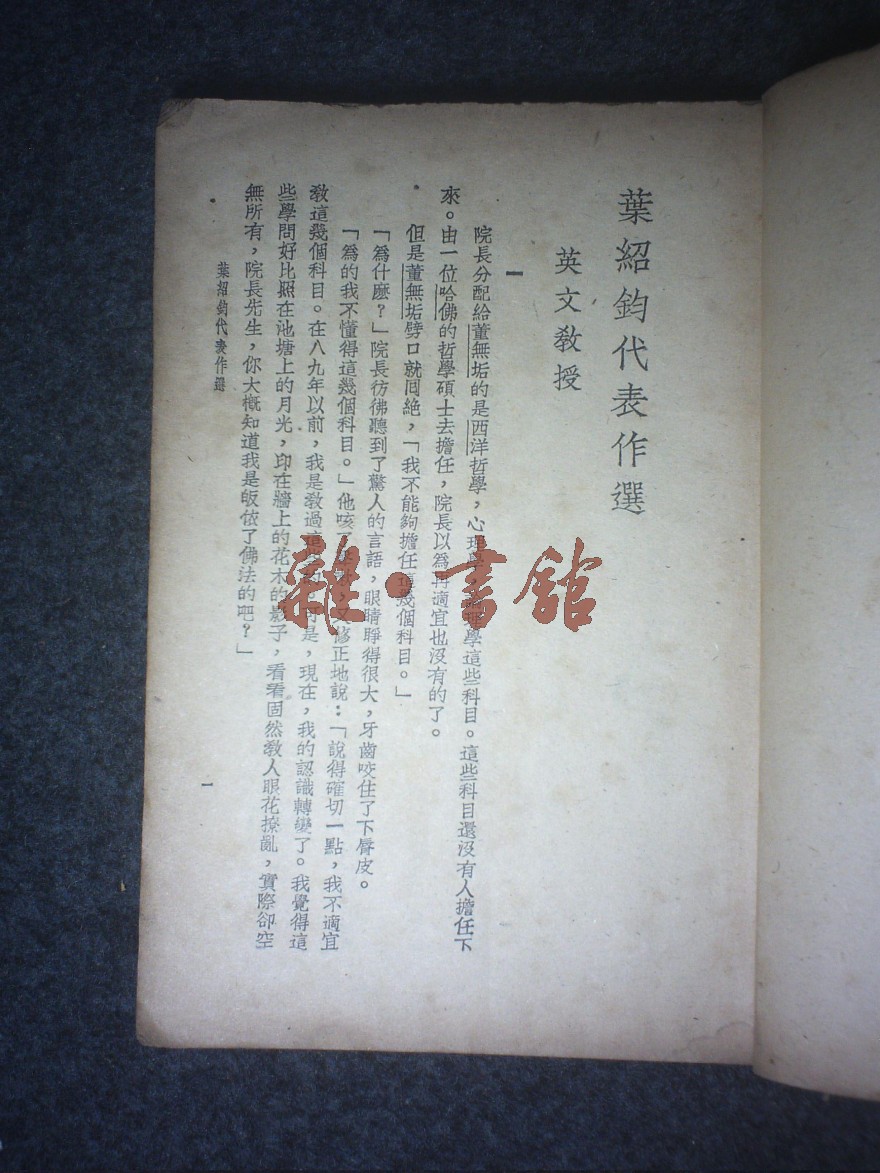 葉紹鈞代表作選
英文教授
一
院長分配給董無垢的是西洋哲學，心理學，倫理學這些科目。這些科目還沒有人擔任下
來。由一位哈佛的哲學碩士去擔任，院長以爲再適宜也沒有的了。
但是董無垢劈口就囘絶，「我不能夠擔任這幾個科目。」
「爲什麽？」院長彷彿聽到了驚人的言語，眼睛睜得很大，牙齒咬住了下脣皮。
「爲的我不懂得這幾個科目。」他咳，又修正地說：「說得確切一點，我不適宜
教這幾個科目。在八九年以前，我是教過這。可是，現在，我的認識轉變了。我覺得這
些學問好比照在池塘上的月光，印在牆上的花木的影子，看看固然教人眼花撩亂，實際卻空
無所有，院長先生，你大概知道我是皈依了佛法的吧？」
葉紹鈞代表作選
一
雜·書館